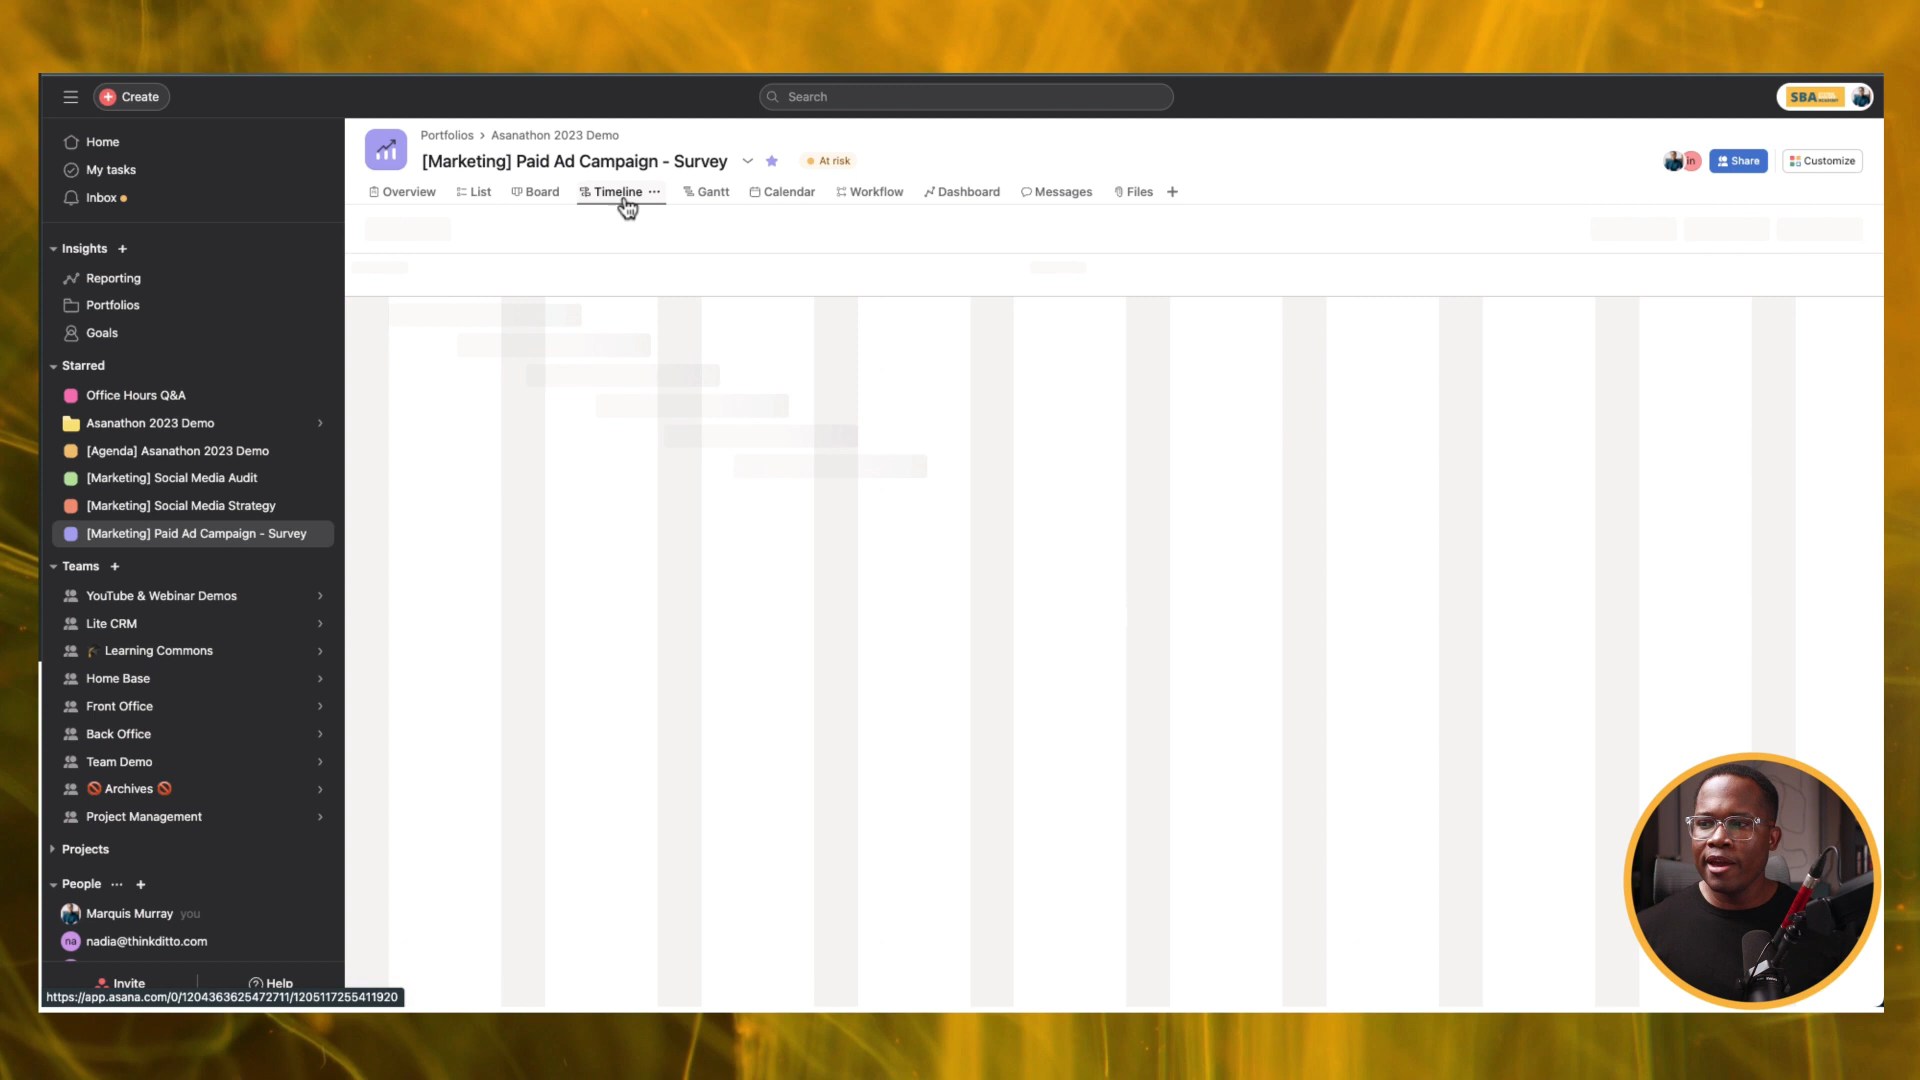 Create
Search
SBA
Home
My tasks
Inbox
Insights
Reporting
Portfolios
Goals
Starred
Office Hours Q&A
Asanathon 2023 Demo
[Agenda] Asanathon 2023 Demo
[Marketing] Social Media Audit
[Marketing] Social Media Strategy
[Marketing] Paid Ad Campaign - Survey
Teams
YouTube & Webinar Demos
Lite CRM
Learning Commons
Home Base
Front Office
Back Office
Team Demo
Archives
Project Management
Projects
People
Marquis Murray you
na nadia@thinkditto.com
Invite Help
https://app.asana.com/0/1204363625472711/1205117255411920
Portfolios > Asanathon 2023 Demo
[Marketing] Paid Ad Campaign - Survey At risk
in Share Customize
Overview List Board Timeline Gantt Calendar Workflow Dashboard Messages Files